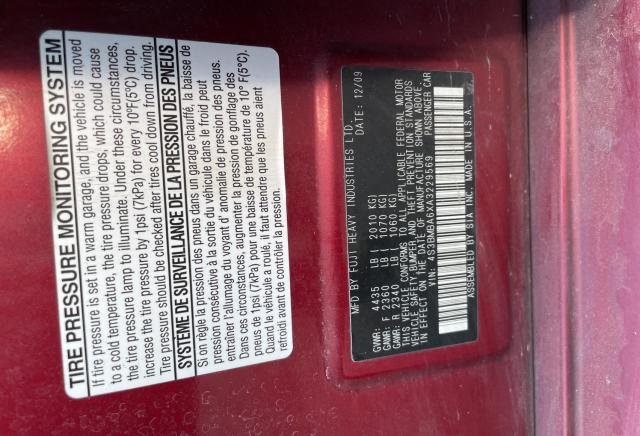 TIRE PRESSURE MONITORING SYSTEM
If tire pressure is set in a warm garage, and the vehicle is moved
to a cold temperature, the tire pressure drops, which could cause
the tire pressure lamp to illuminate. Under these circumstances,
increase the tire pressure by 1psi (7kPa) for every 10°F(5°C) drop.
Tire pressure should be checked after tires cool down from driving.
SYSTÈME DE SURVEILLANCE DE LA PRESSION DES PNEUS
Si on règle la pression des pneus dans un garage chauffé, la baisse de
pression consécutive à la sortie du véhicule dans le froid peut
entraîner l'allumage du voyant d' anomalie de pression des pneus.
Dans ces circonstances, augmenter la pression de gonflage des
pneus de 1psi (7kPa) pour une baisse de température de 10° F(5°C).
Quand le véhicule a roulé, il faut attendre que les pneus aient
refroidi avant de contrôler la pression.
MFD BY FUJI HEAVY INDUSTRIES LTD.
DATE: 12/09
GVWR: 4435 LB ( 2010 KG)
GAWR: F 2360 LB ( 1070 KG)
GAWR: R 2340 LB ( 1060 KG)
THIS VEHICLE CONFORMS TO ALL APPLICABLE FEDERAL MOTOR
VEHICLE SAFETY, BUMPER, AND THEFT PREVENTION STANDARDS
IN EFFECT ON THE DATE OF MANUFACTURE SHOWN ABOVE.
VIN: 4S3BMBA6XA3229569 PASSENGER CAR
ASSEMBLED BY SIA INC. MADE IN U.S.A.